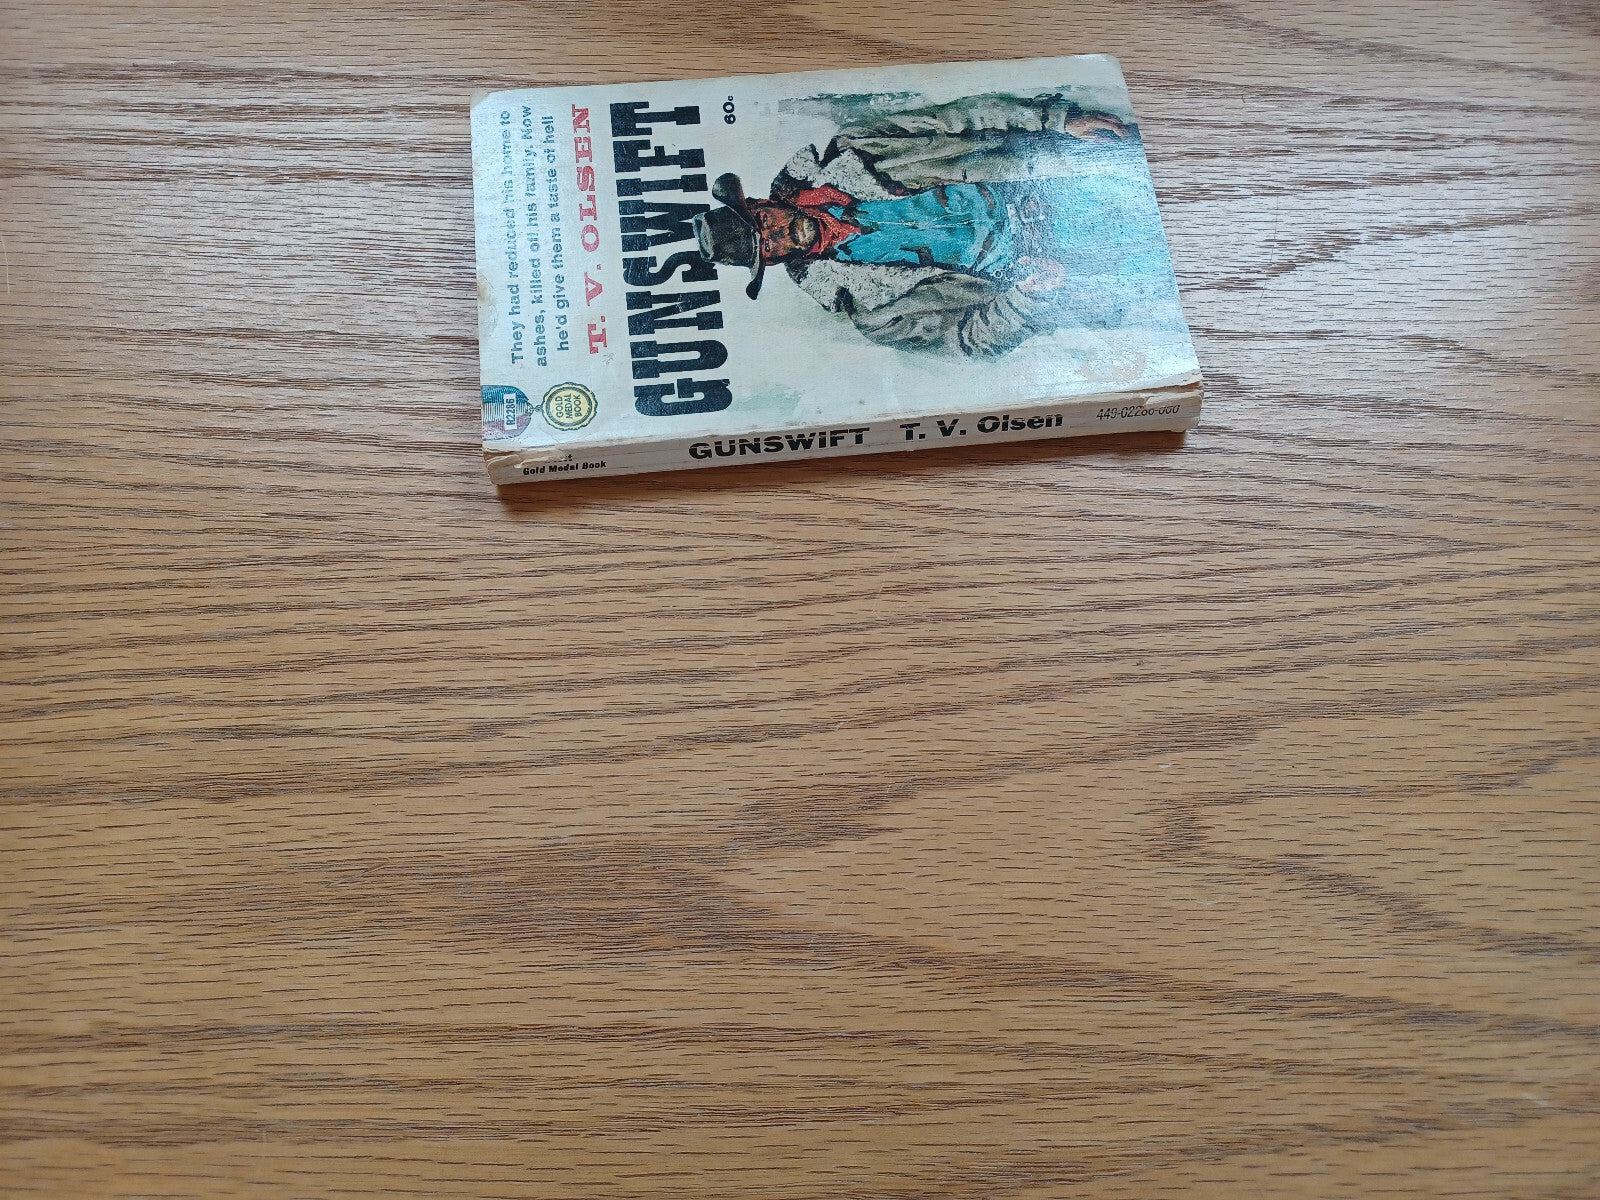 They had reduced his home to
ashes, killed off his family. Now
he'd give them a taste of hell
T. V. OLSEN
GUNSWIFT
60c
R2286
GOLD
MEDAL
BOOK
Gold Medal Book
GUNSWIFT T. V. Olsen